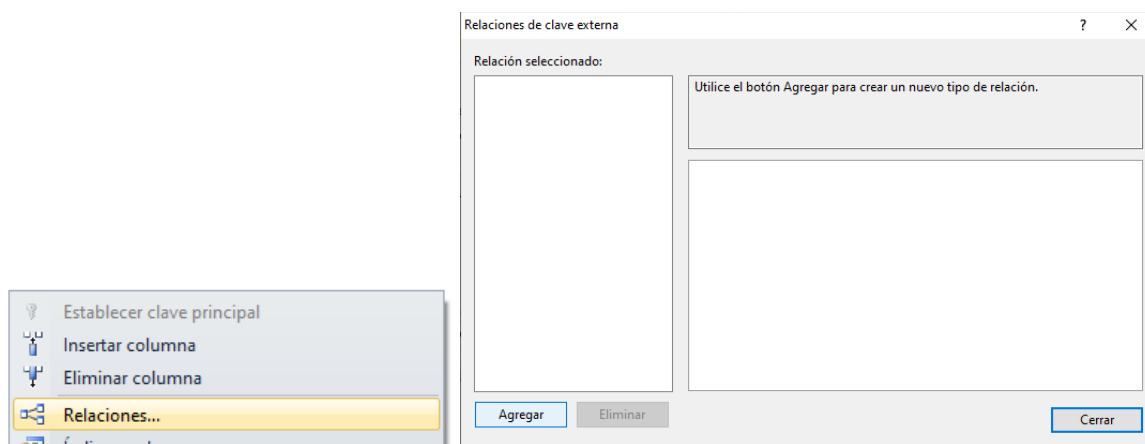 Relaciones de clave externa
?
Relación seleccionado:
Utilice el botón Agregar para crear un nuevo tipo de relación.
Agregar
Eliminar
Cerrar
Establecer clave principal
Insertar columna
Eliminar columna
Relaciones...